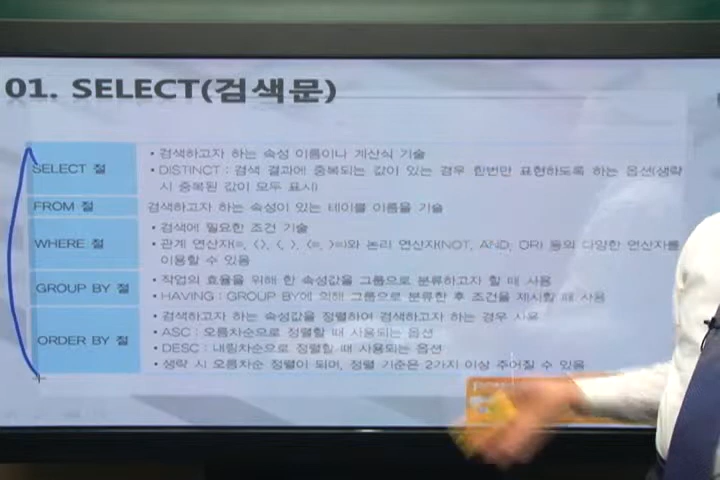 01. SELECT(검색문)
SELECT 절
• 검색하고자 하는 속성 이름이나 계산식 기술
• DISTINCT : 검색 결과에 중복되는 값이 있는 경우 한번만 표현하도록 하는 옵션(생략
시 중복된 값이 모두 표시)
FROM 절
검색하고자 하는 속성이 있는 테이블 이름을 기술
WHERE 절
• 검색에 필요한 조건 기술
• 관계 연산자(=, <>, <, >, <=, >=)와 논리 연산자(NOT, AND, OR) 등의 다양한 연산자를
이용할 수 있음
GROUP BY 절
• 작업의 효율을 위해 한 속성값을 그룹으로 분류하고자 할 때 사용
• HAVING : GROUP BY에 의해 그룹으로 분류한 후 조건을 제시할 때 사용
ORDER BY 절
• 검색하고자 하는 속성값을 정렬하여 검색하고자 하는 경우 사용
• ASC : 오름차순으로 정렬할 때 사용되는 옵션
• DESC : 내림차순으로 정렬할 때 사용되는 옵션
• 생략 시 오름차순 정렬이 되며, 정렬 기준은 2가지 이상 주어질 수 있음